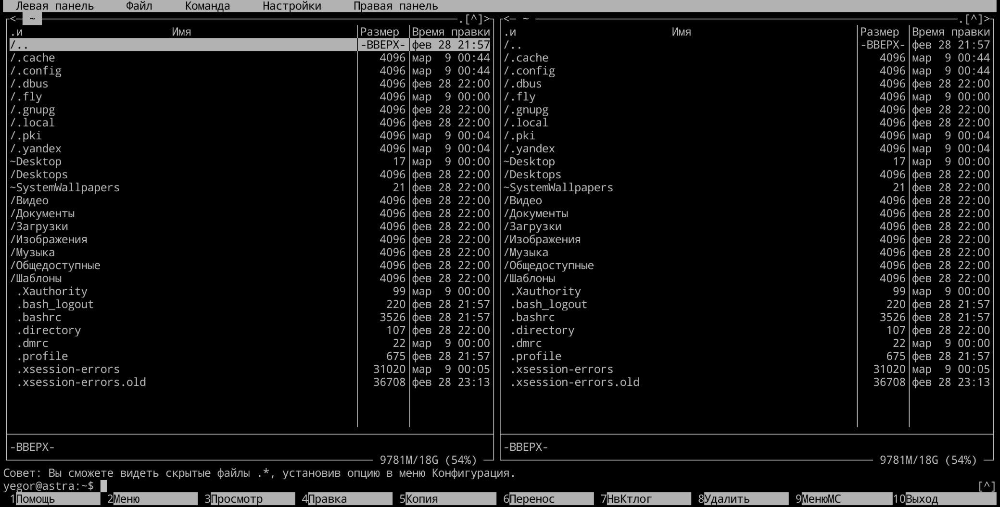 Левая панель     Файл     Команда     Настройки     Правая панель
<─ ~ ─.[^]>  <─ ~ ─.[^]>
.и   Имя   Размер   Время правки   .и   Имя   Размер   Время правки
/..   -ВВЕРХ-   фев 28 21:57   /..   -ВВЕРХ-   фев 28 21:57
/.cache   4096   мар  9 00:44   /.cache   4096   мар  9 00:44
/.config   4096   мар  9 00:44   /.config   4096   мар  9 00:44
/.dbus   4096   фев 28 22:00   /.dbus   4096   фев 28 22:00
/.fly   4096   мар  9 00:00   /.fly   4096   мар  9 00:00
/.gnupg   4096   фев 28 22:00   /.gnupg   4096   фев 28 22:00
/.local   4096   фев 28 22:00   /.local   4096   фев 28 22:00
/.pki   4096   мар  9 00:04   /.pki   4096   мар  9 00:04
/.yandex   4096   мар  9 00:04   /.yandex   4096   мар  9 00:04
~Desktop   17   мар  9 00:00   ~Desktop   17   мар  9 00:00
/Desktops   4096   фев 28 22:00   /Desktops   4096   фев 28 22:00
~SystemWallpapers   21   фев 28 22:00   ~SystemWallpapers   21   фев 28 22:00
/Видео   4096   фев 28 22:00   /Видео   4096   фев 28 22:00
/Документы   4096   фев 28 22:00   /Документы   4096   фев 28 22:00
/Загрузки   4096   фев 28 22:00   /Загрузки   4096   фев 28 22:00
/Изображения   4096   фев 28 22:00   /Изображения   4096   фев 28 22:00
/Музыка   4096   фев 28 22:00   /Музыка   4096   фев 28 22:00
/Общедоступные   4096   фев 28 22:00   /Общедоступные   4096   фев 28 22:00
/Шаблоны   4096   фев 28 22:00   /Шаблоны   4096   фев 28 22:00
.Xauthority   99   мар  9 00:00   .Xauthority   99   мар  9 00:00
.bash_logout   220   фев 28 21:57   .bash_logout   220   фев 28 21:57
.bashrc   3526   фев 28 21:57   .bashrc   3526   фев 28 21:57
.directory   107   фев 28 22:00   .directory   107   фев 28 22:00
.dmrc   22   мар  9 00:00   .dmrc   22   мар  9 00:00
.profile   675   фев 28 21:57   .profile   675   фев 28 21:57
.xsession-errors   31020   мар  9 00:05   .xsession-errors   31020   мар  9 00:05
.xsession-errors.old   36708   фев 28 23:13   .xsession-errors.old   36708   фев 28 23:13
-ВВЕРХ-   -ВВЕРХ-
9781M/18G (54%)   9781M/18G (54%)
Совет: Вы сможете видеть скрытые файлы .*, установив опцию в меню Конфигурация.
yegor@astra:~$   [^]
1Помощь   2Меню   3Просмотр   4Правка   5Копия   6Перенос   7НвКтлог   8Удалить   9МенюMC   10Выход